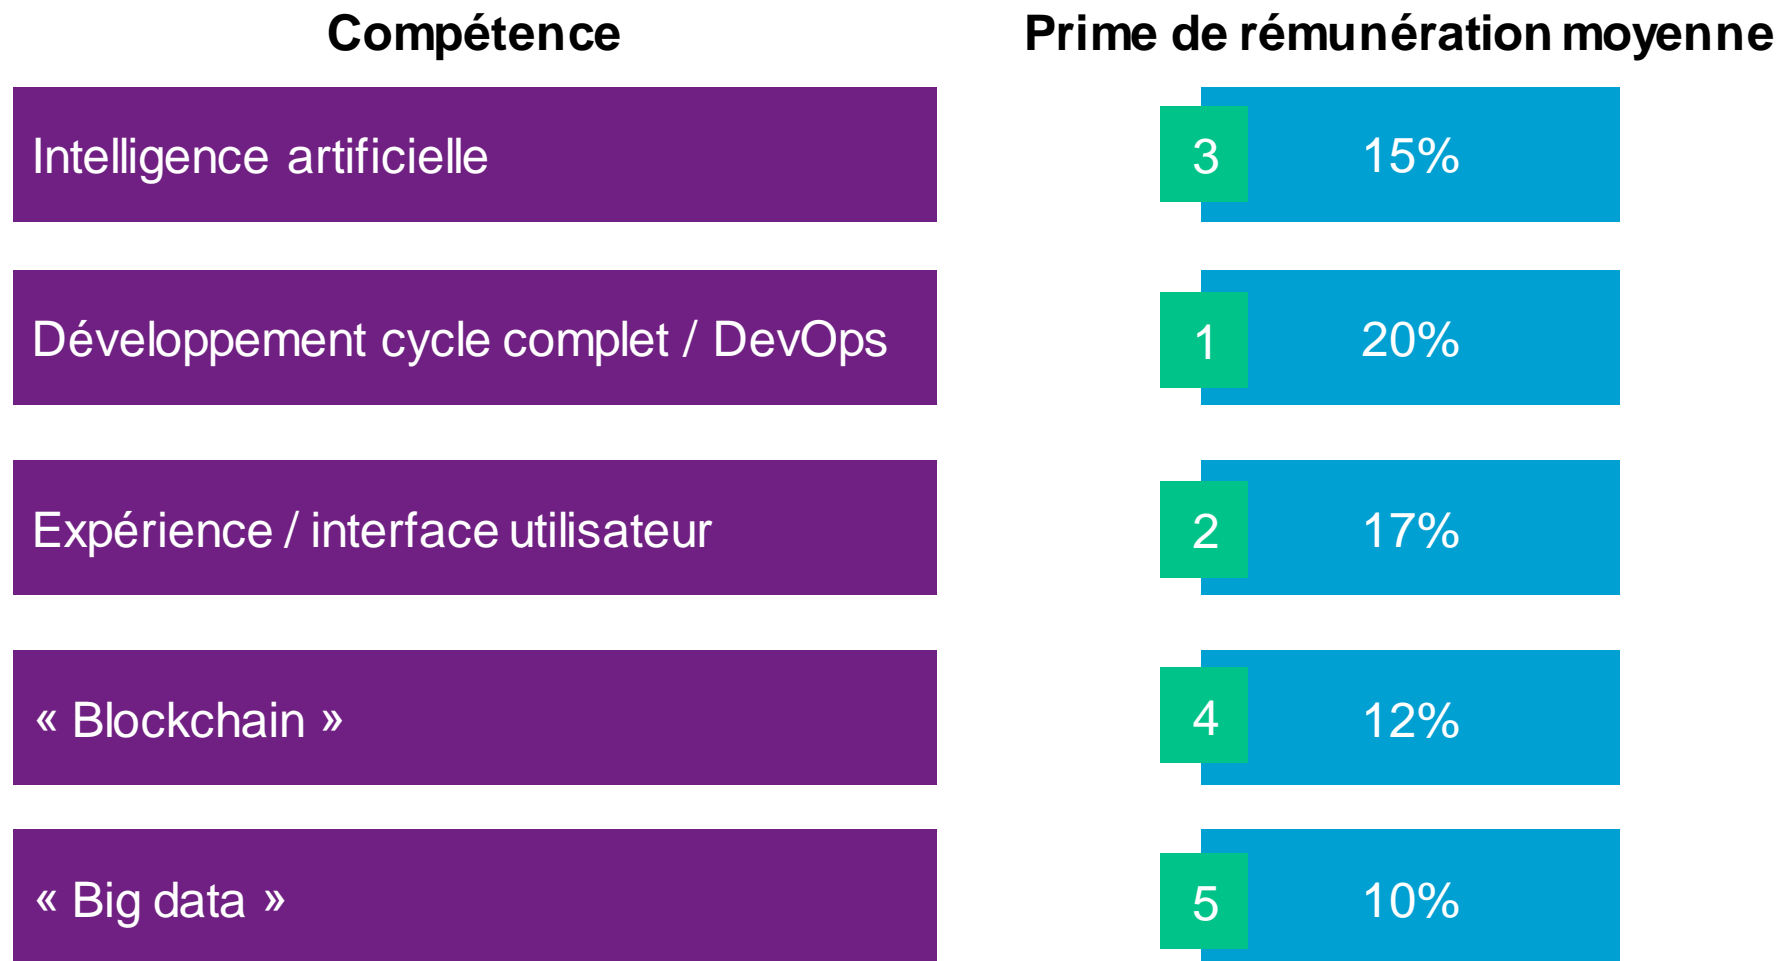 Compétence Prime de rémunération moyenne
Intelligence artificielle 3 15%
Développement cycle complet / DevOps 1 20%
Expérience / interface utilisateur 2 17%
« Blockchain » 4 12%
« Big data » 5 10%